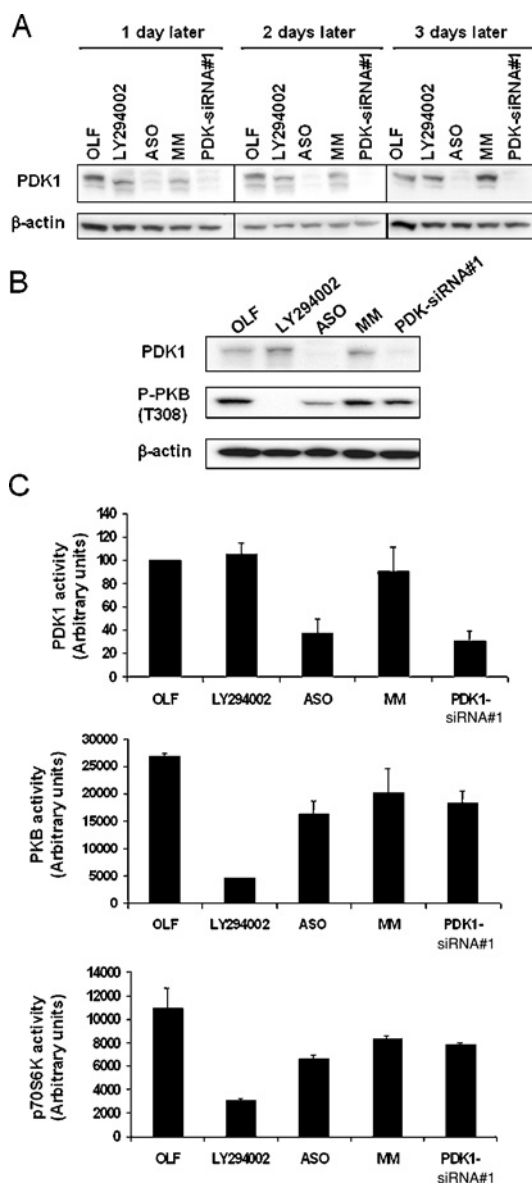 A
1 day later 2 days later 3 days later
OLF LY294002 ASO MM PDK-siRNA#1 OLF LY294002 ASO MM PDK-siRNA#1 OLF LY294002 ASO MM PDK-siRNA#1
PDK1
β-actin
B
OLF LY294002 ASO MM PDK-siRNA#1
PDK1
P-PKB
(T308)
β-actin
C
PDK1 activity
(Arbitrary units)
140
120
100
80
60
40
20
0
OLF LY294002 ASO MM PDK1-
siRNA#1
PKB activity
(Arbitrary units)
30000
25000
20000
15000
10000
5000
0
OLF LY294002 ASO MM PDK1-
siRNA#1
p70S6K activity
(Arbitrary units)
14000
12000
10000
8000
6000
4000
2000
0
OLF LY294002 ASO MM PDK1-
siRNA#1